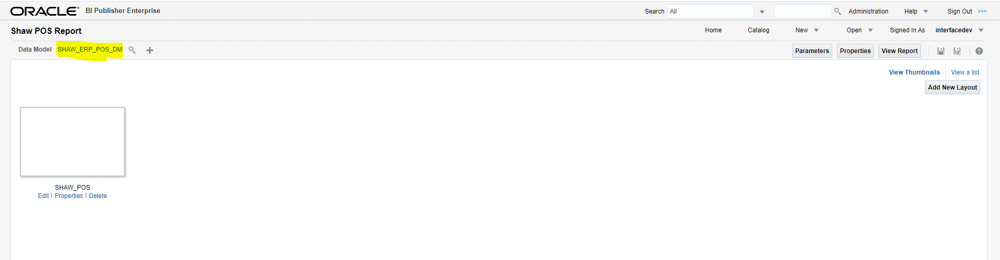 ORACLE® BI Publisher Enterprise Search All Administration Help Sign Out
Shaw POS Report Home Catalog New Open Signed In As interfacedev
Data Model SHAW_ERP_POS_DM Parameters Properties View Report ?
View Thumbnails View a list
Add New Layout
SHAW_POS
Edit | Properties | Delete